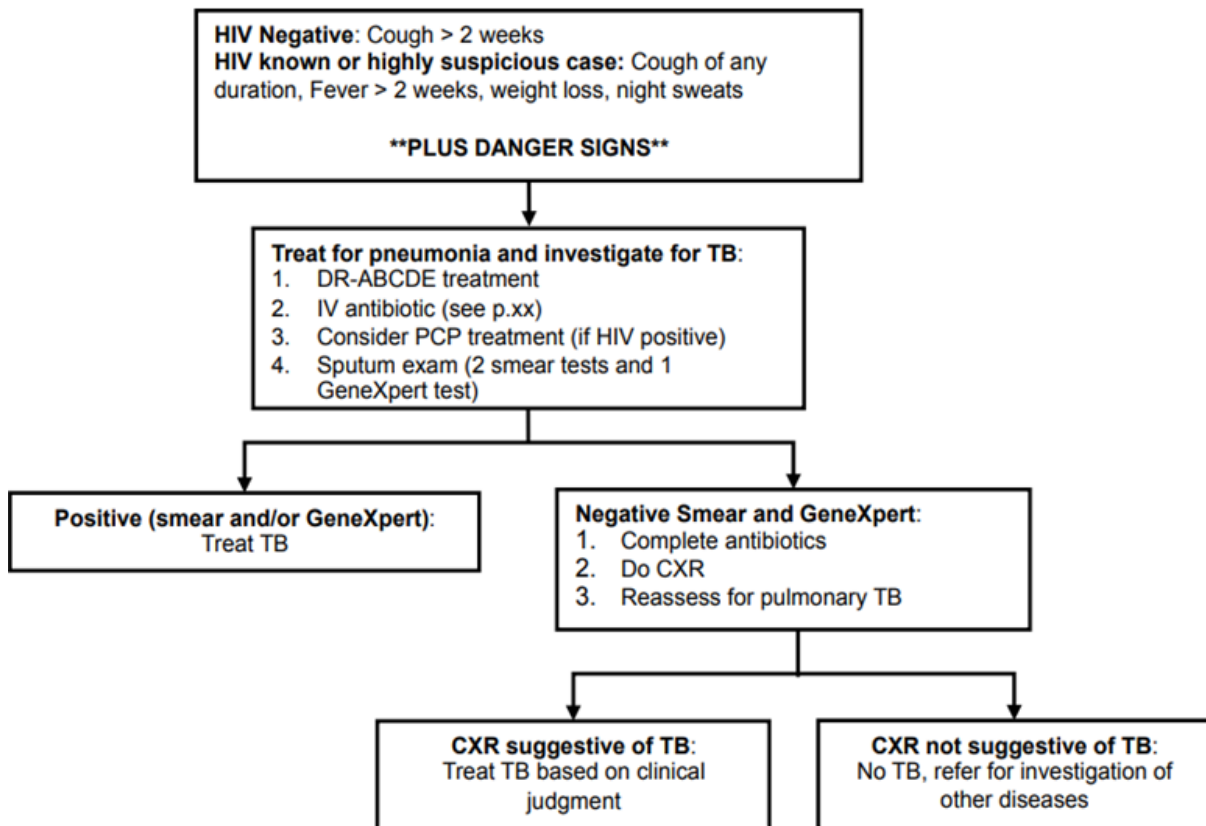 HIV Negative: Cough > 2 weeks
HIV known or highly suspicious case: Cough of any
duration, Fever > 2 weeks, weight loss, night sweats
**PLUS DANGER SIGNS**
Treat for pneumonia and investigate for TB:
1. DR-ABCDE treatment
2. IV antibiotic (see p.xx)
3. Consider PCP treatment (if HIV positive)
4. Sputum exam (2 smear tests and 1
GeneXpert test)
Positive (smear and/or GeneXpert):
Treat TB
Negative Smear and GeneXpert:
1. Complete antibiotics
2. Do CXR
3. Reassess for pulmonary TB
CXR suggestive of TB:
Treat TB based on clinical
judgment
CXR not suggestive of TB:
No TB, refer for investigation of
other diseases